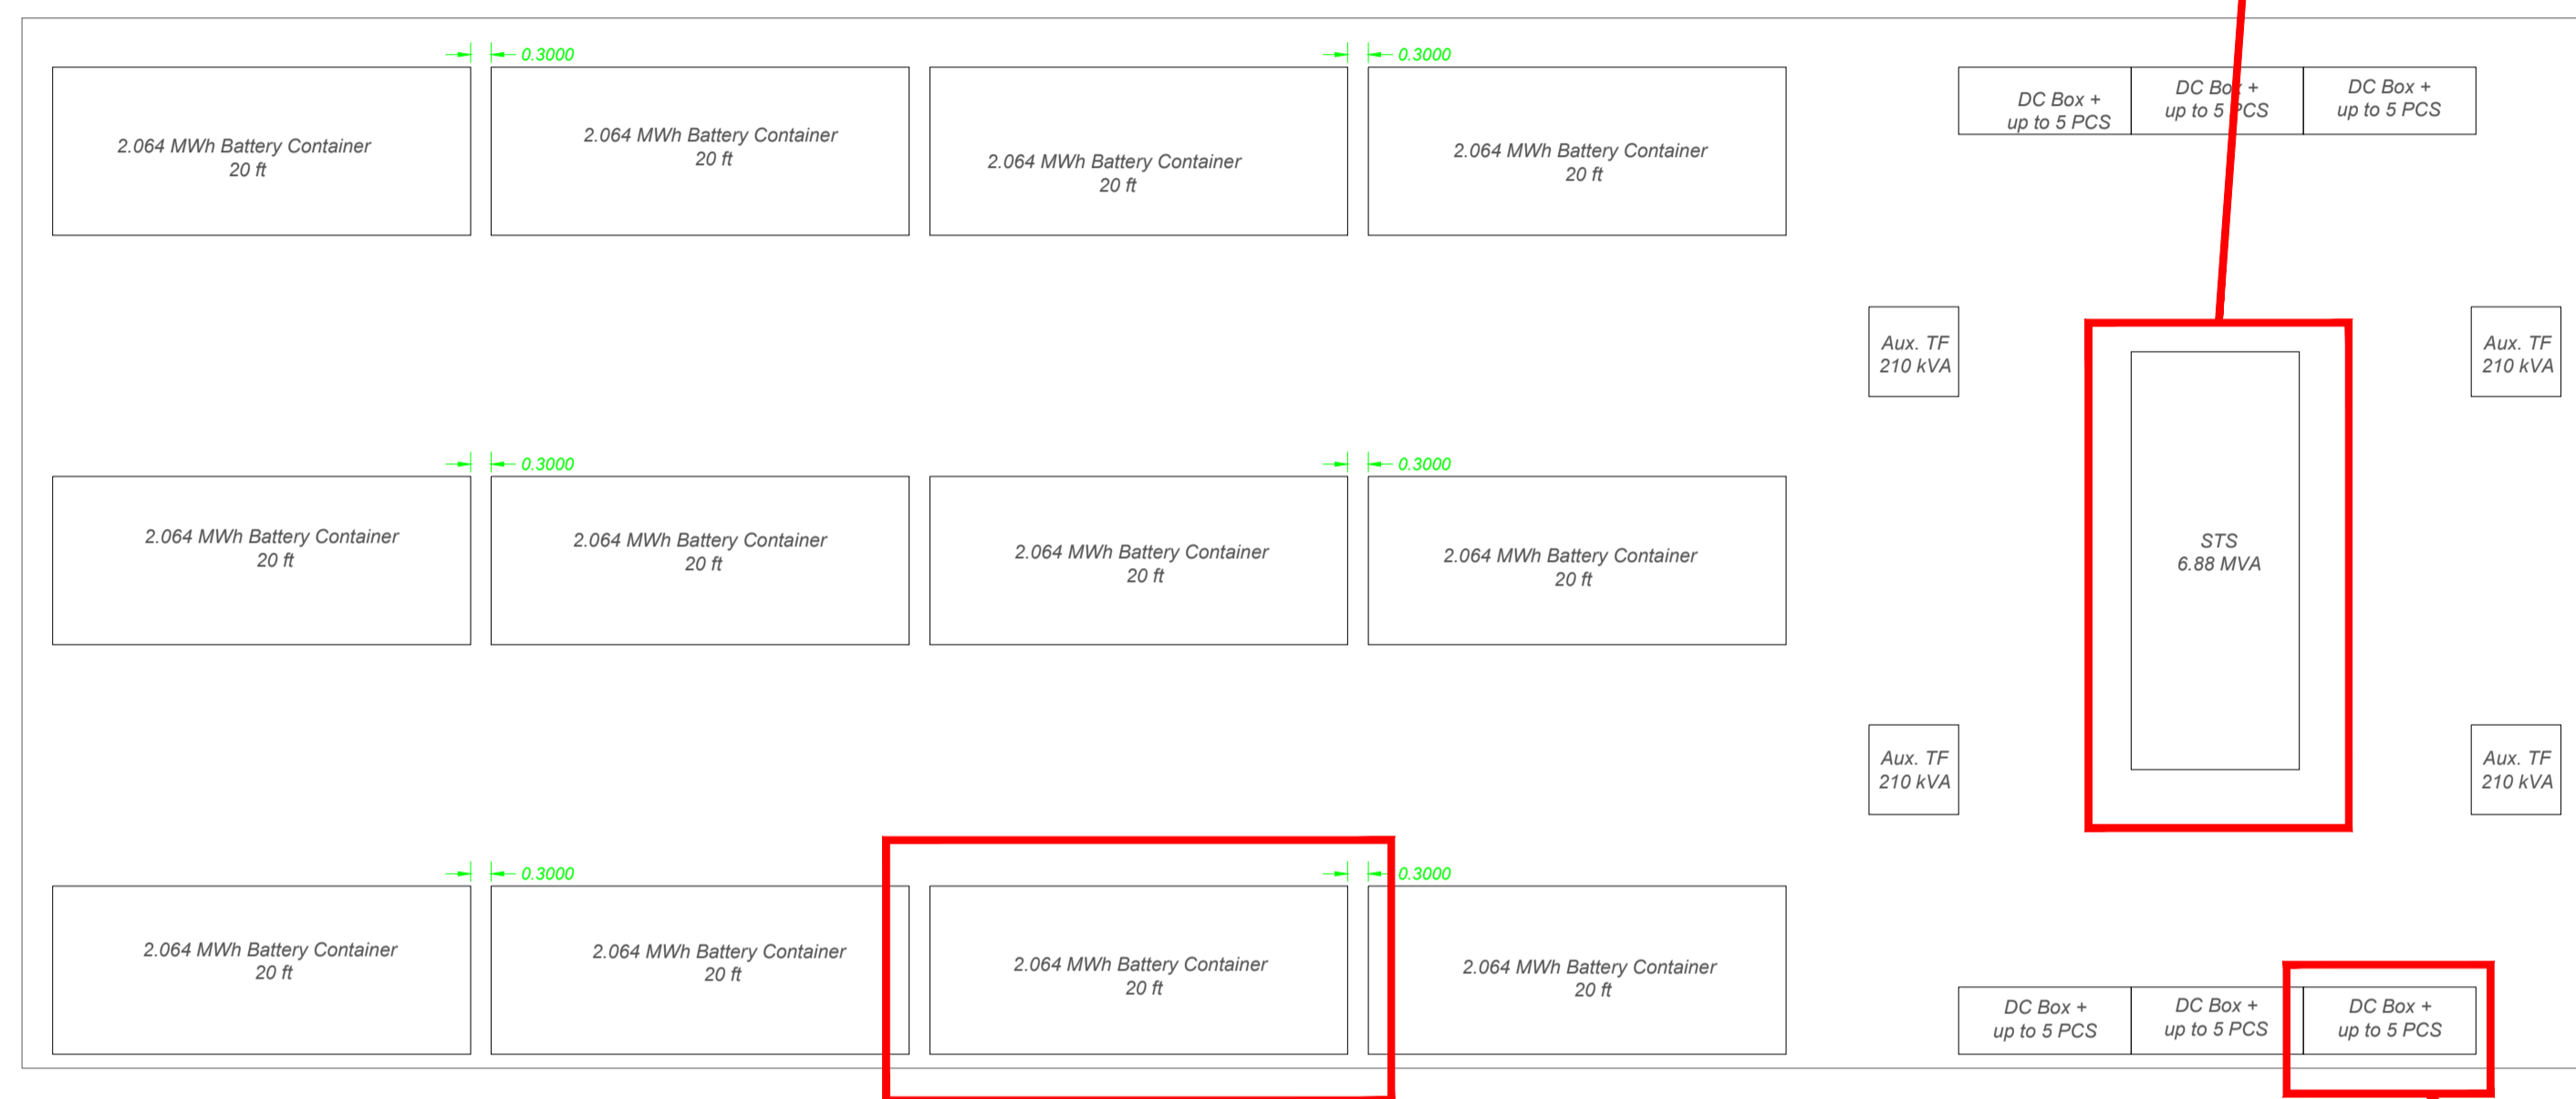 0.3000
0.3000
2.064 MWh Battery Container
20 ft
2.064 MWh Battery Container
20 ft
2.064 MWh Battery Container
20 ft
2.064 MWh Battery Container
20 ft
DC Box +
up to 5 PCS
DC Box +
up to 5 PCS
DC Box +
up to 5 PCS
Aux. TF
210 kVA
Aux. TF
210 kVA
0.3000
0.3000
2.064 MWh Battery Container
20 ft
2.064 MWh Battery Container
20 ft
2.064 MWh Battery Container
20 ft
2.064 MWh Battery Container
20 ft
STS
6.88 MVA
Aux. TF
210 kVA
Aux. TF
210 kVA
0.3000
0.3000
2.064 MWh Battery Container
20 ft
2.064 MWh Battery Container
20 ft
2.064 MWh Battery Container
20 ft
2.064 MWh Battery Container
20 ft
DC Box +
up to 5 PCS
DC Box +
up to 5 PCS
DC Box +
up to 5 PCS